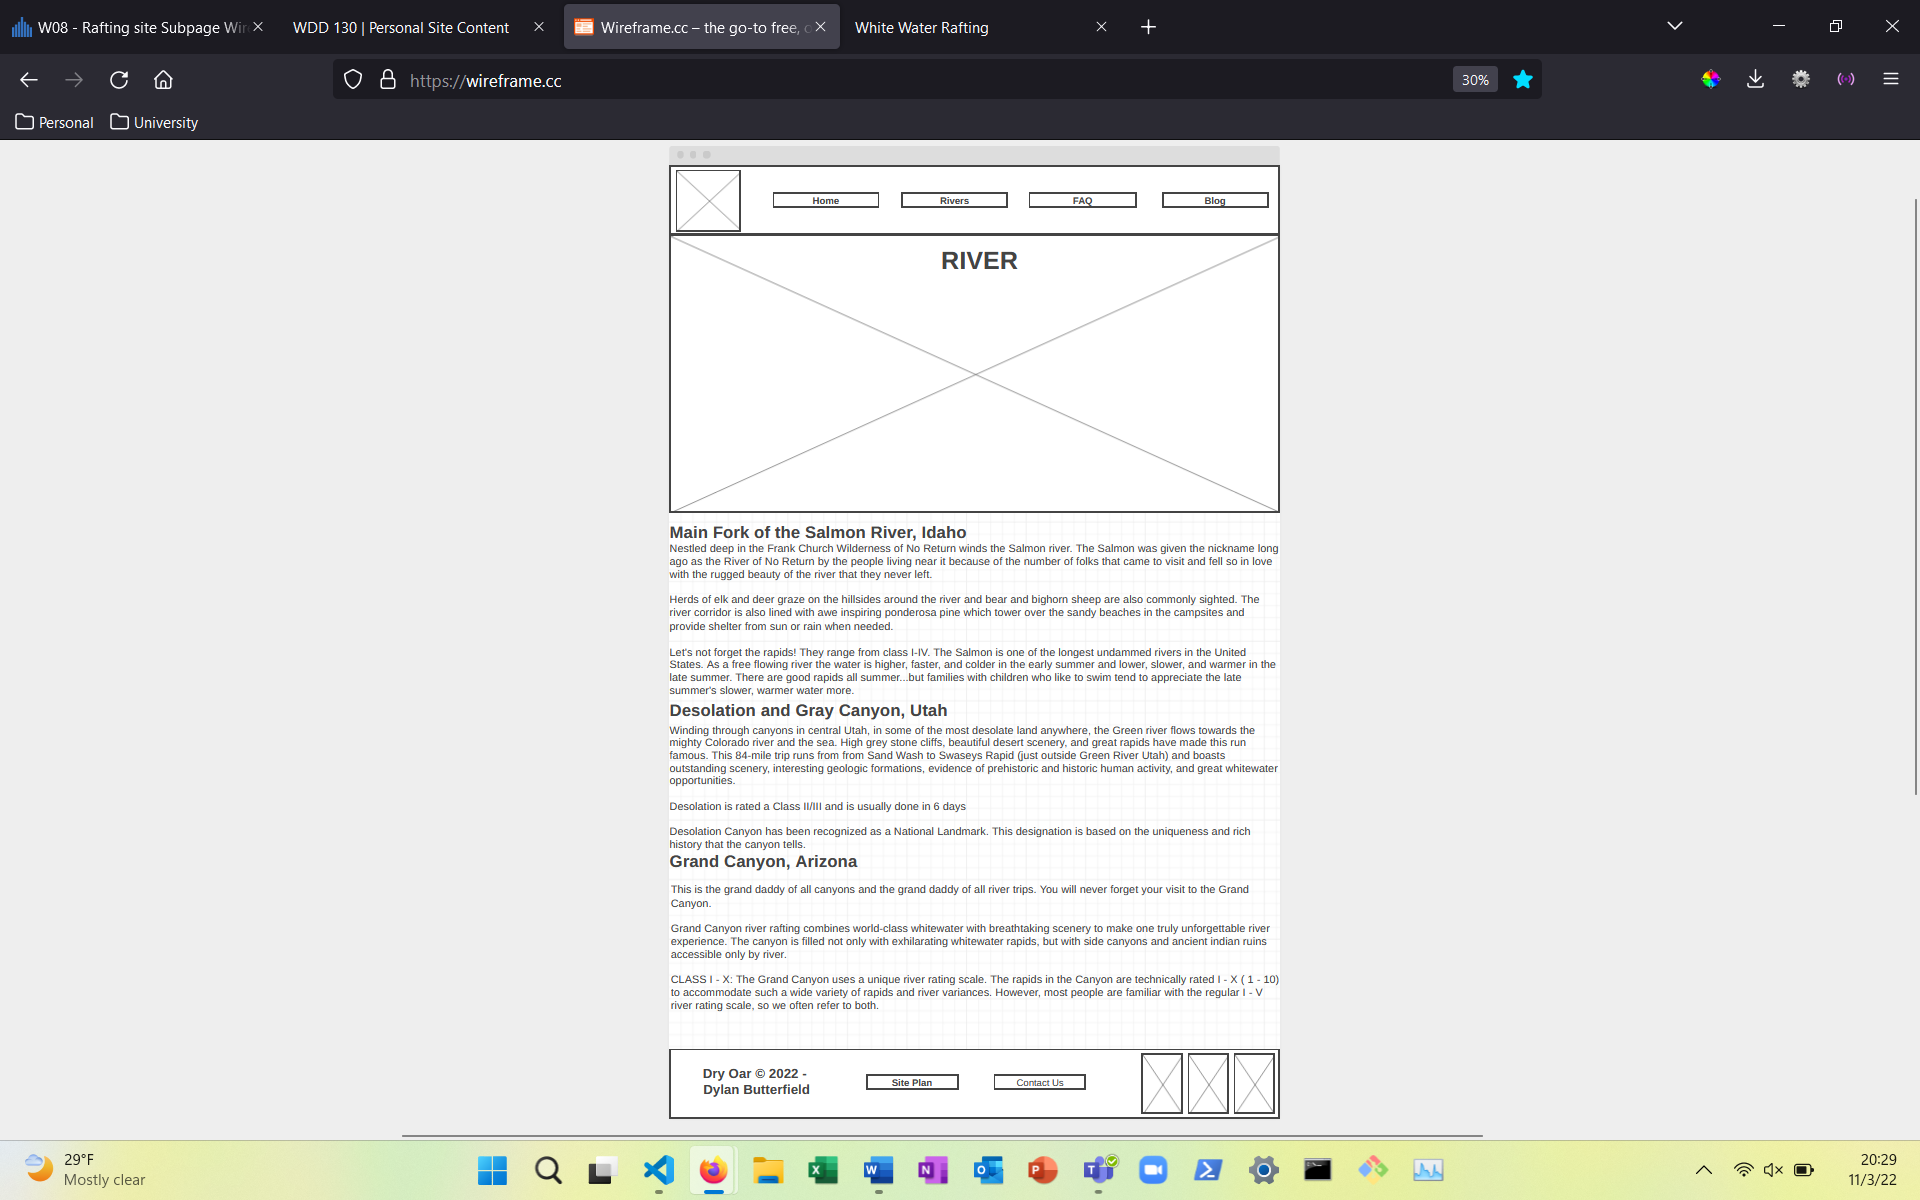 W08 - Rafting site Subpage Wir
WDD 130 | Personal Site Content
Wireframe.cc – the go-to free, o
White Water Rafting
https://wireframe.cc
30%
Personal
University
Home
Rivers
FAQ
Blog
RIVER
Main Fork of the Salmon River, Idaho
Nestled deep in the Frank Church Wilderness of No Return winds the Salmon river. The Salmon was given the nickname long
ago as the River of No Return by the people living near it because of the number of folks that came to visit and fell so in love
with the rugged beauty of the river that they never left.
Herds of elk and deer graze on the hillsides around the river and bear and bighorn sheep are also commonly sighted. The
river corridor is also lined with awe inspiring ponderosa pine which tower over the sandy beaches in the campsites and
provide shelter from sun or rain when needed.
Let's not forget the rapids! They range from class I-IV. The Salmon is one of the longest undammed rivers in the United
States. As a free flowing river the water is higher, faster, and colder in the early summer and lower, slower, and warmer in the
late summer. There are good rapids all summer...but families with children who like to swim tend to appreciate the late
summer's slower, warmer water more.
Desolation and Gray Canyon, Utah
Winding through canyons in central Utah, in some of the most desolate land anywhere, the Green river flows towards the
mighty Colorado river and the sea. High grey stone cliffs, beautiful desert scenery, and great rapids have made this run
famous. This 84-mile trip runs from from Sand Wash to Swaseys Rapid (just outside Green River Utah) and boasts
outstanding scenery, interesting geologic formations, evidence of prehistoric and historic human activity, and great whitewater
opportunities.
Desolation is rated a Class II/III and is usually done in 6 days
Desolation Canyon has been recognized as a National Landmark. This designation is based on the uniqueness and rich
history that the canyon tells.
Grand Canyon, Arizona
This is the grand daddy of all canyons and the grand daddy of all river trips. You will never forget your visit to the Grand
Canyon.
Grand Canyon river rafting combines world-class whitewater with breathtaking scenery to make one truly unforgettable river
experience. The canyon is filled not only with exhilarating whitewater rapids, but with side canyons and ancient indian ruins
accessible only by river.
CLASS I - X: The Grand Canyon uses a unique river rating scale. The rapids in the Canyon are technically rated I - X ( 1 - 10)
to accommodate such a wide variety of rapids and river variances. However, most people are familiar with the regular I - V
river rating scale, so we often refer to both.
Dry Oar © 2022 -
Dylan Butterfield
Site Plan
Contact Us
29°F
Mostly clear
20:29
11/3/22